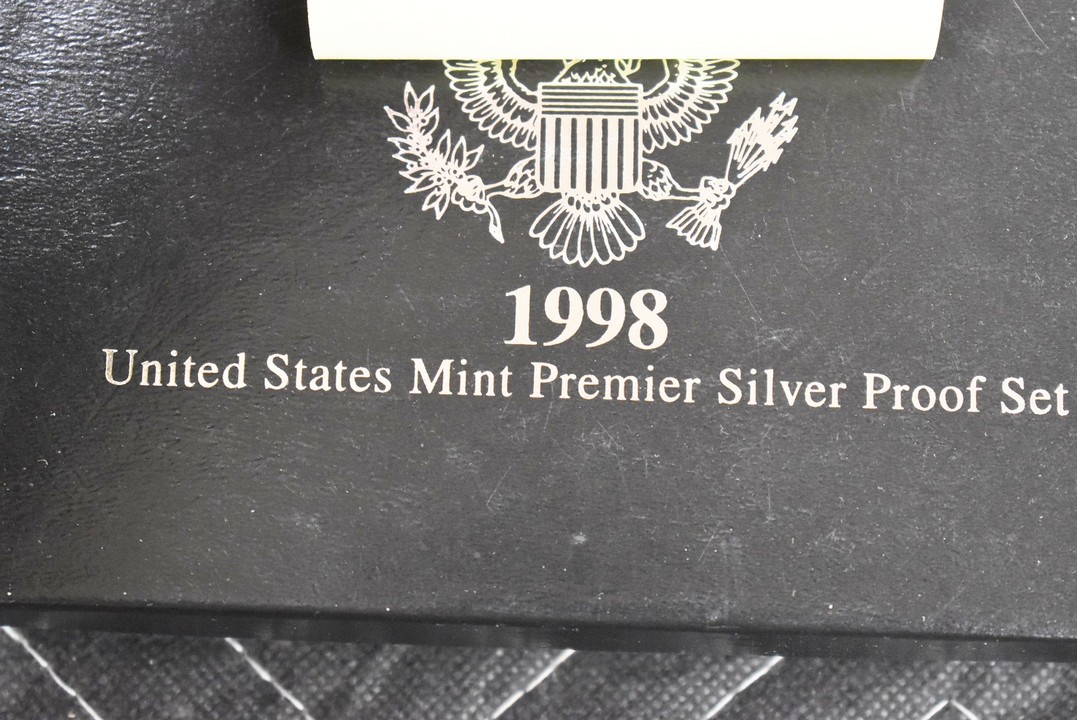 1998
United States Mint Premier Silver Proof Set